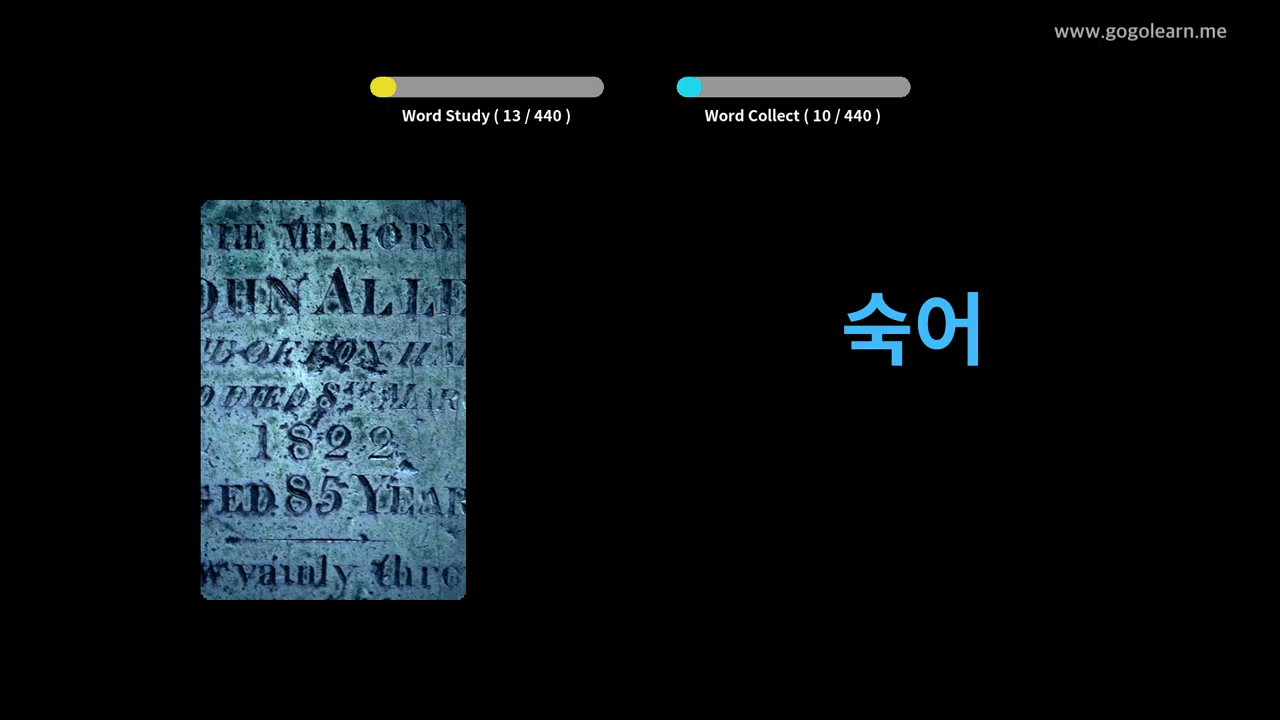 www.gogolearn.me
Word Study ( 13 / 440 )
Word Collect ( 10 / 440 )
THE MEMORY
OHN ALLE
DIED 8TH MAR
1822
GED 85 YEAR
w vainly thro
숙어